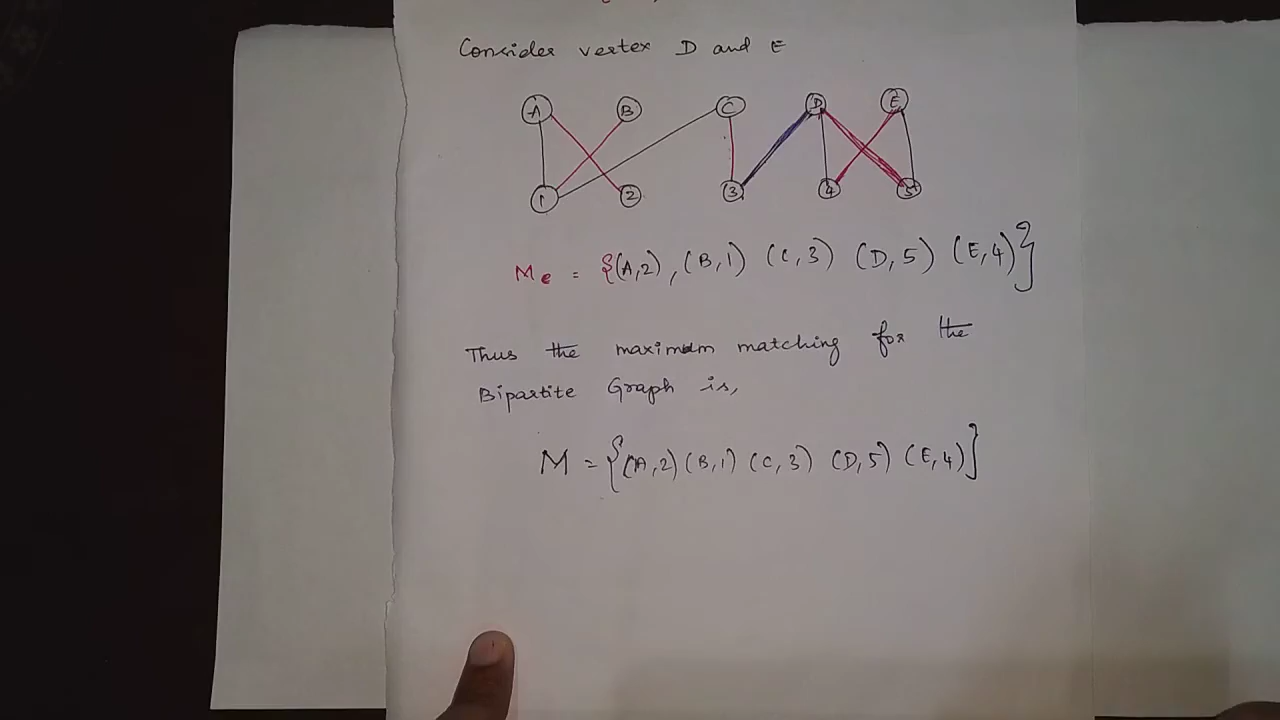 Consider vertex D and E
A B C D E
1 2 3 4 5
Me = {(A,2), (B,1) (C,3) (D,5) (E,4)}
Thus the maximum matching for the
Bipartite Graph is,
M = {(A,2) (B,1) (C,3) (D,5) (E,4)}